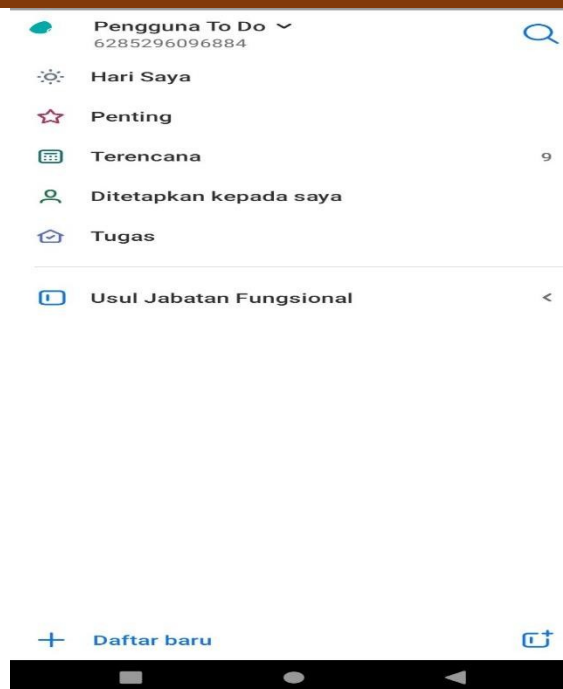 Pengguna To Do
6285296096884
Hari Saya
Penting
Terencana 9
Ditetapkan kepada saya
Tugas
Usul Jabatan Fungsional
Daftar baru